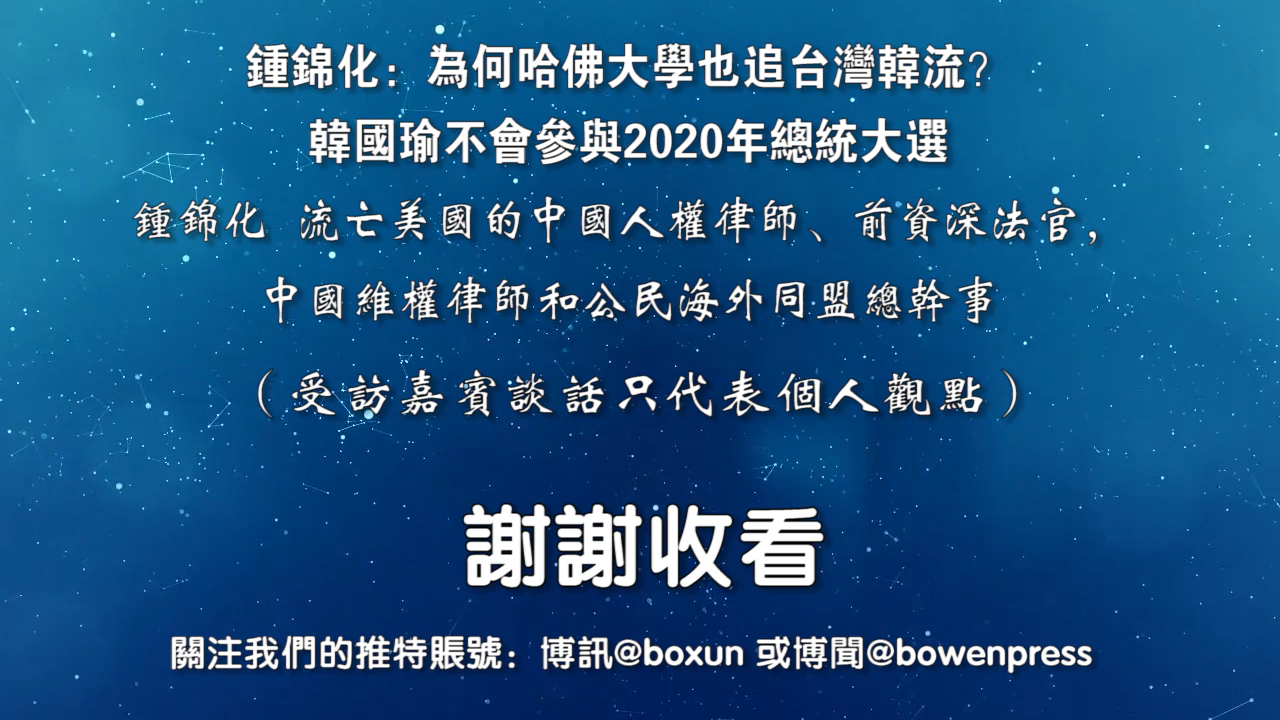 鍾錦化：為何哈佛大學也追台灣韓流？
韓國瑜不會參與2020年總統大選
鍾錦化 流亡美國的中國人權律師、前資深法官，
中國維權律師和公民海外同盟總幹事
（受訪嘉賓談話只代表個人觀點）
謝謝收看
關注我們的推特賬號：博訊@boxun 或博聞@bowenpress